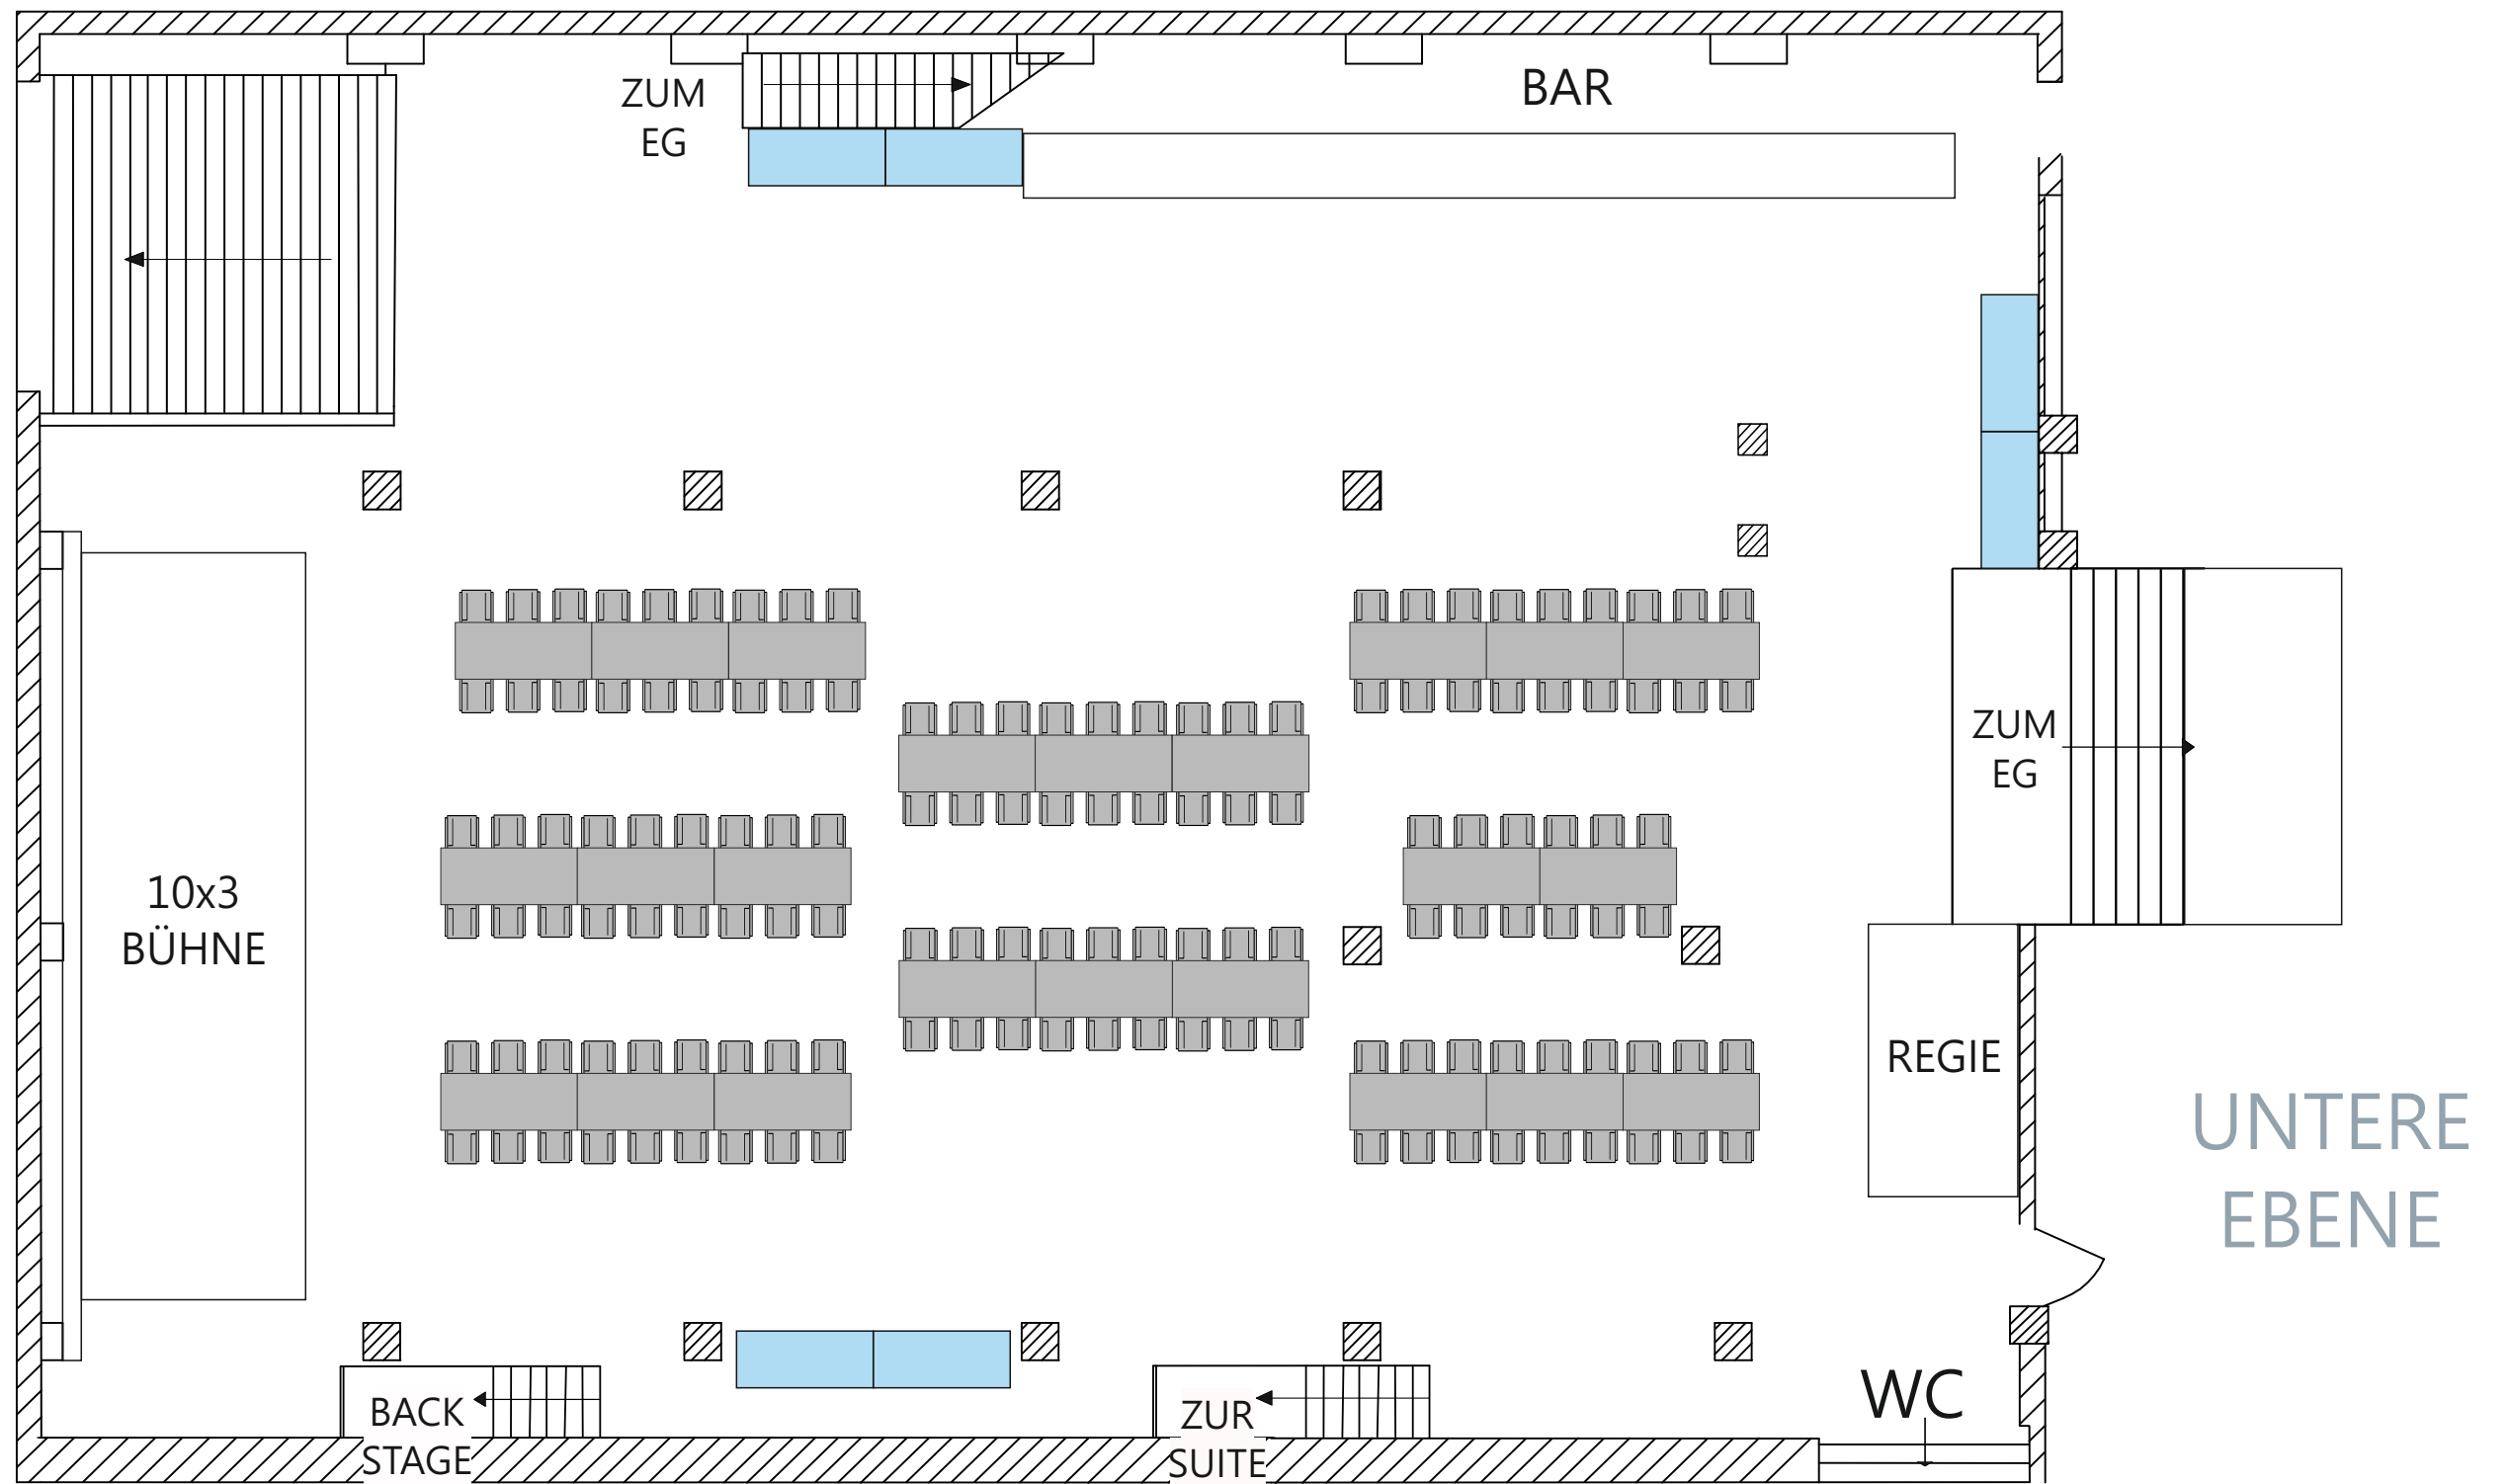 ZUM
EG
BAR
ZUM
EG
10x3
BÜHNE
REGIE
UNTERE
EBENE
BACK
STAGE
ZUR
SUITE
WC